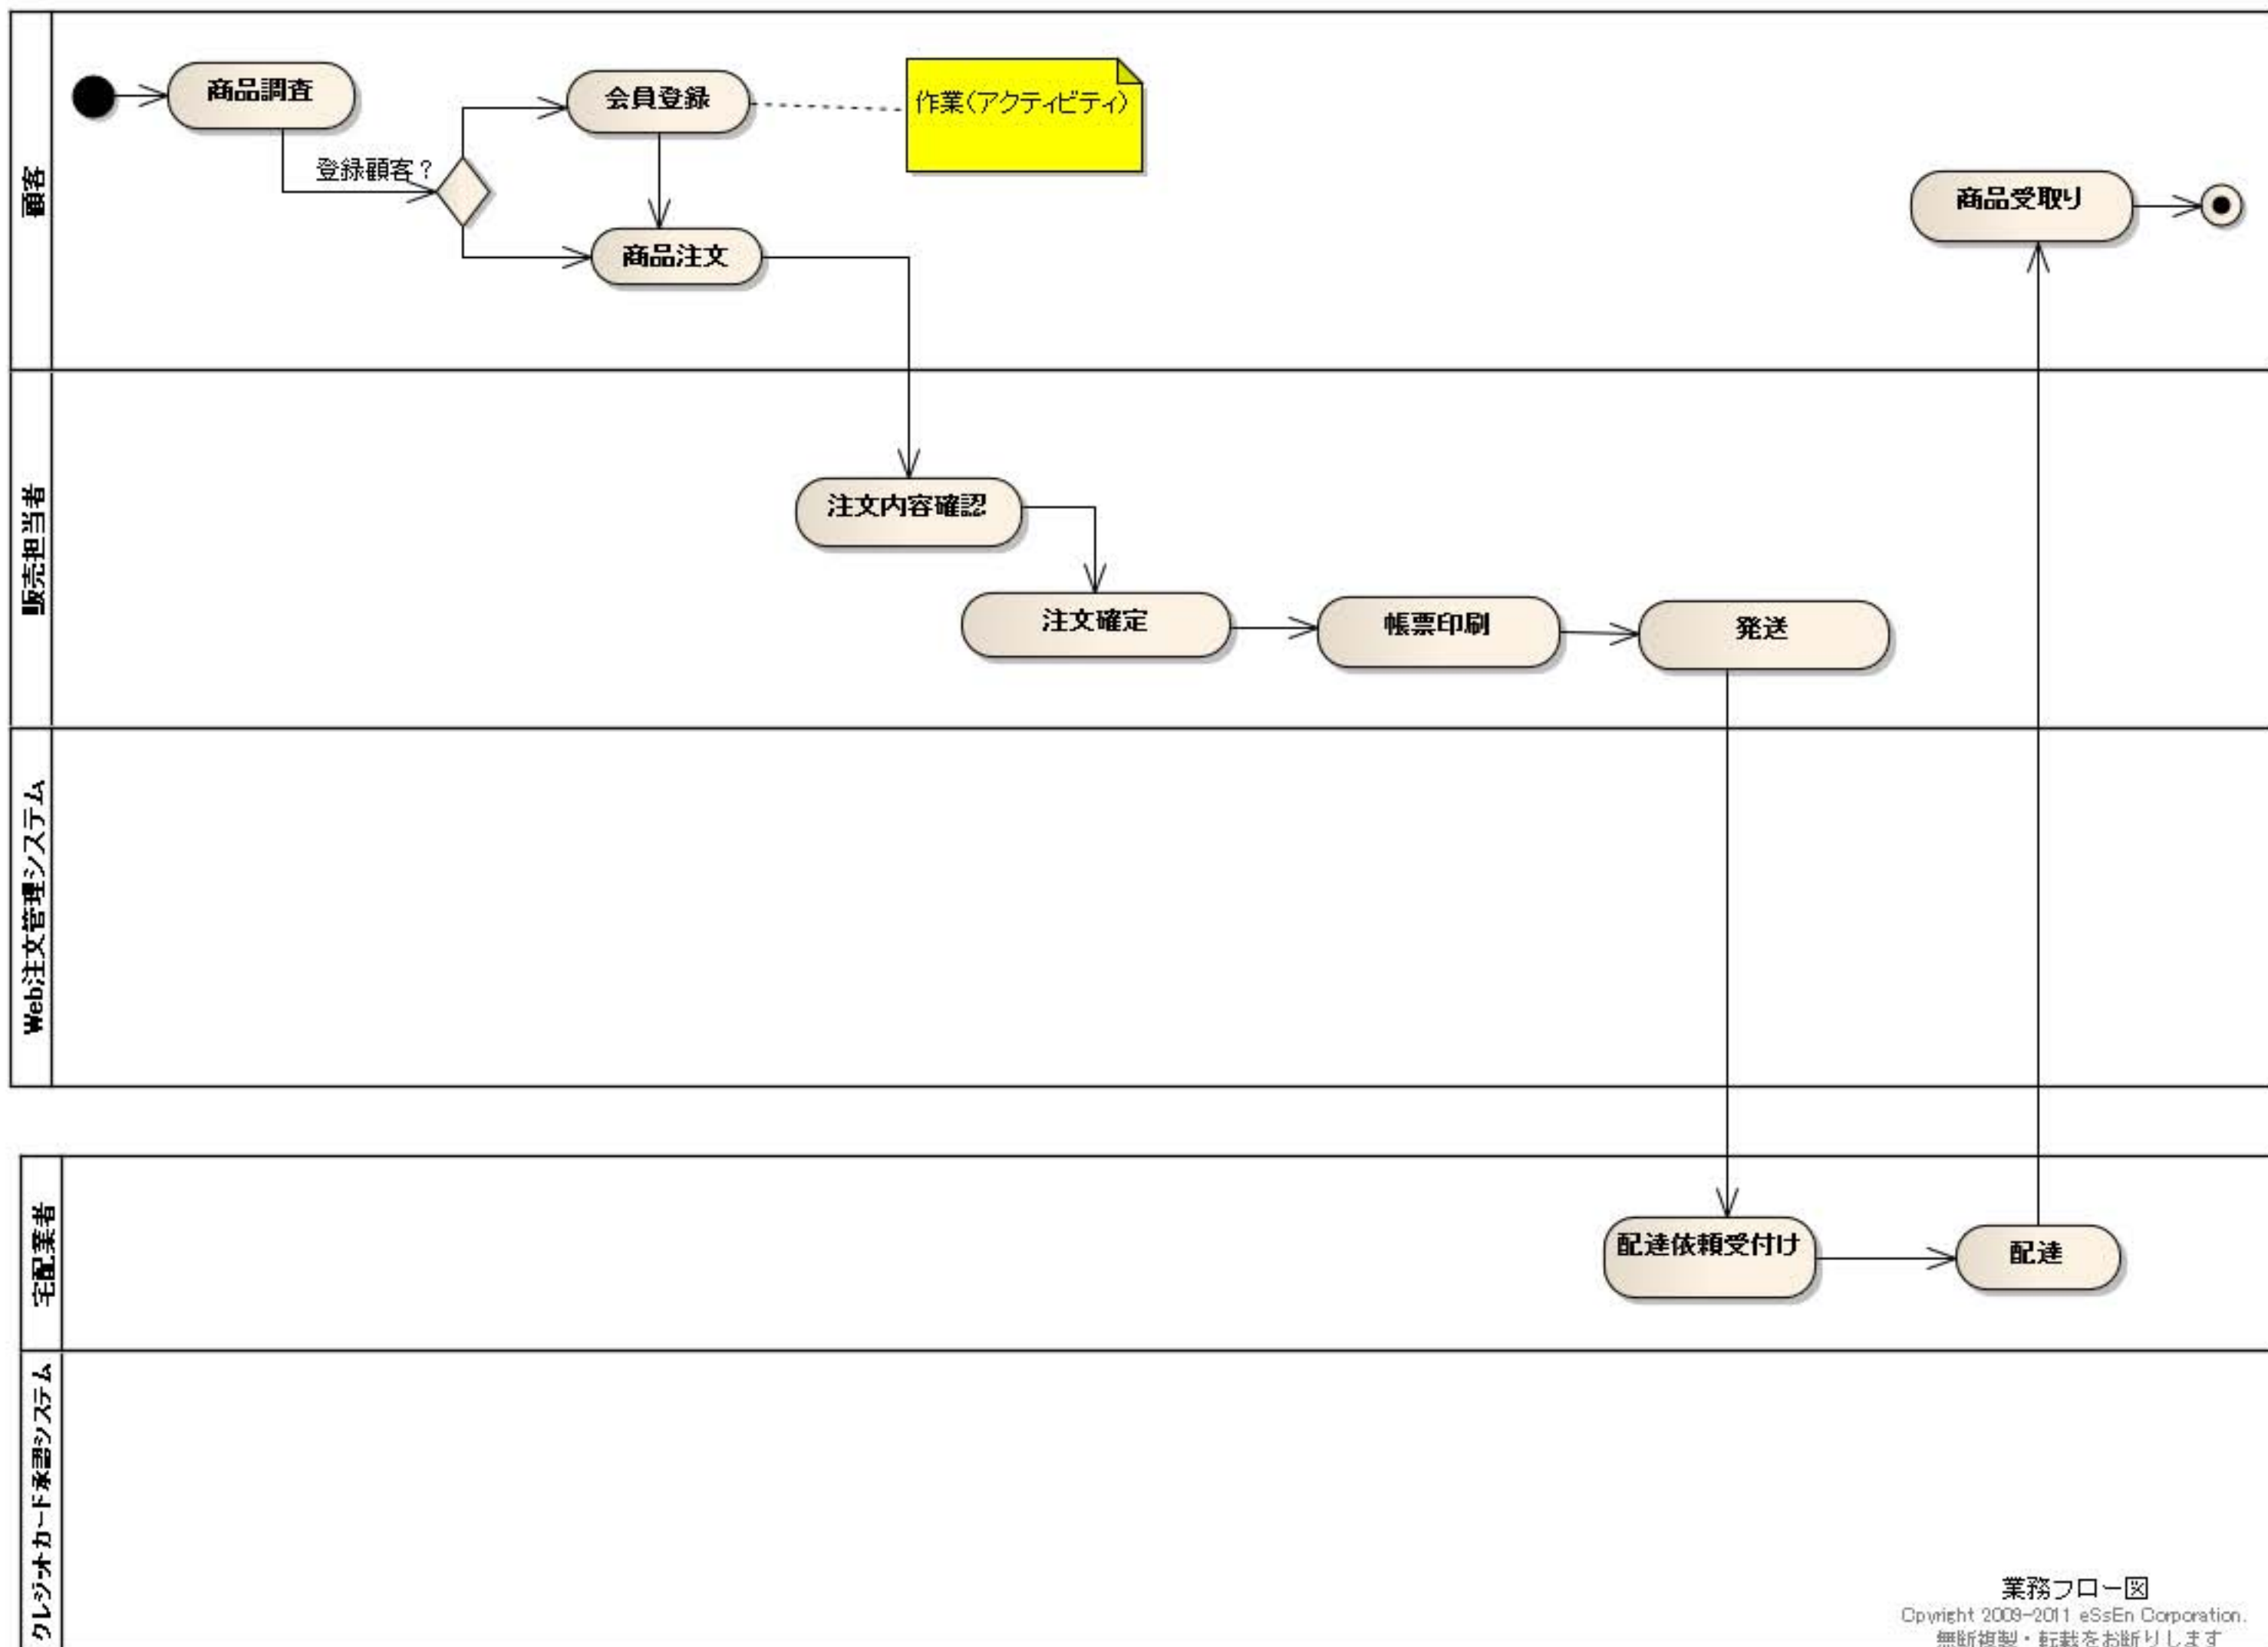 顧客
商品調査
登録顧客?
会員登録
作業(アクティビティ)
商品注文
商品受取り
販売担当者
注文内容確認
注文確定
帳票印刷
発送
Web注文管理システム
宅配業者
配達依頼受付け
配達
クレジットカード承認システム
業務フロー図
Cpyright 2009-2011 eSsEn Corporation.
無断複製・転載をお断りします